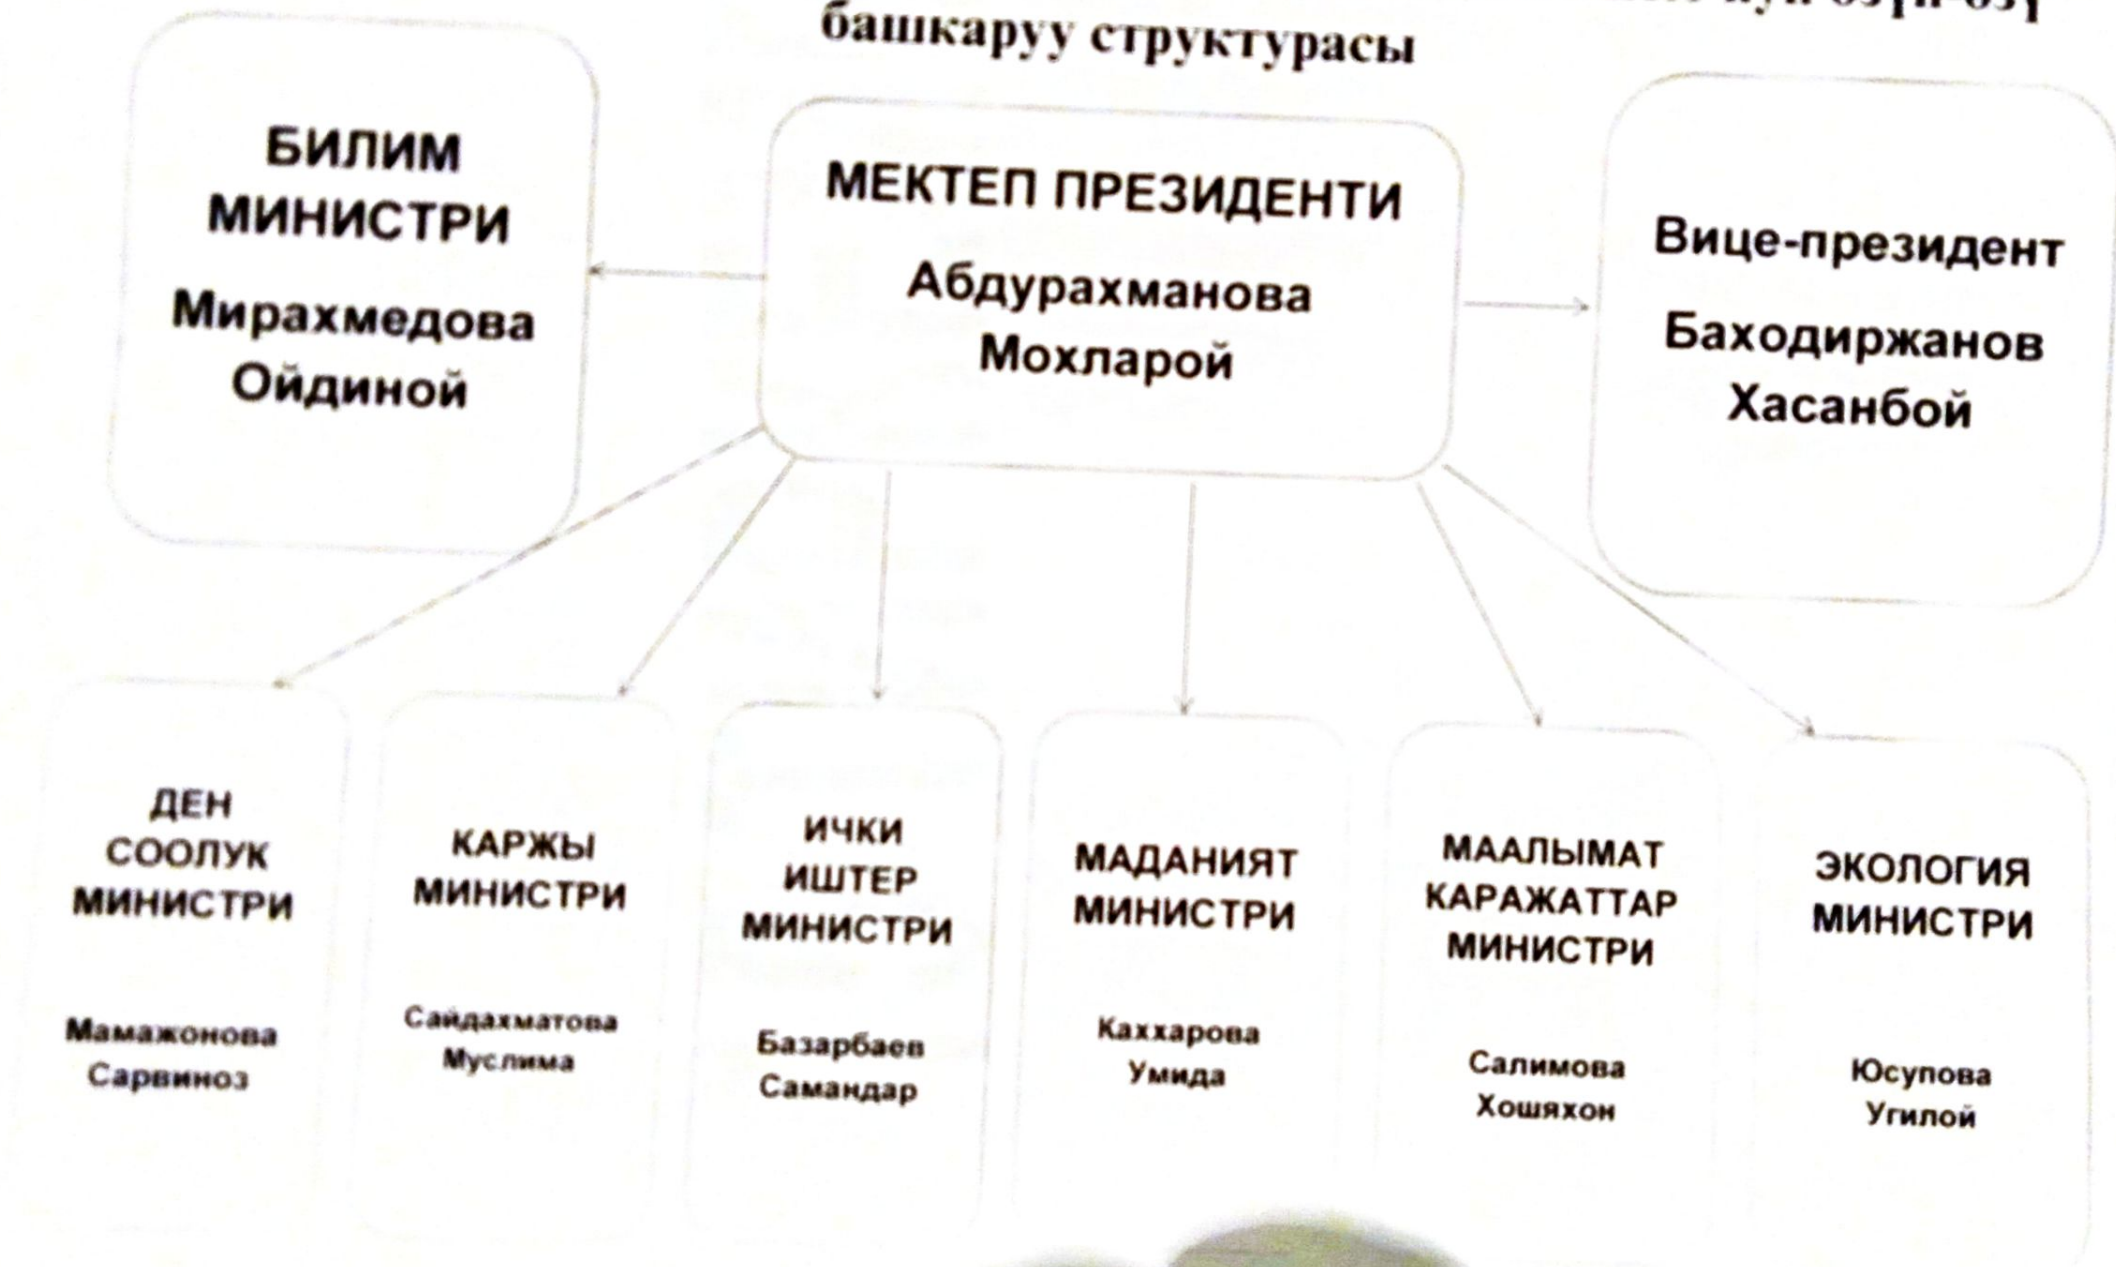 башкаруу структурасы
БИЛИМ
МИНИСТРИ
Мирахмедова
Ойдиной
МЕКТЕП ПРЕЗИДЕНТИ
Абдурахманова
Мохларой
Вице-президент
Баходиржанов
Хасанбой
ДЕН
СООЛУК
МИНИСТРИ
Мамажонова
Сарвиноз
КАРЖЫ
МИНИСТРИ
Сайдахматова
Муслима
ИЧКИ
ИШТЕР
МИНИСТРИ
Базарбаев
Самандар
МАДАНИЯТ
МИНИСТРИ
Каххарова
Умида
МААЛЫМАТ
КАРАЖАТТАР
МИНИСТРИ
Салимова
Хошяхон
ЭКОЛОГИЯ
МИНИСТРИ
Юсупова
Угилой